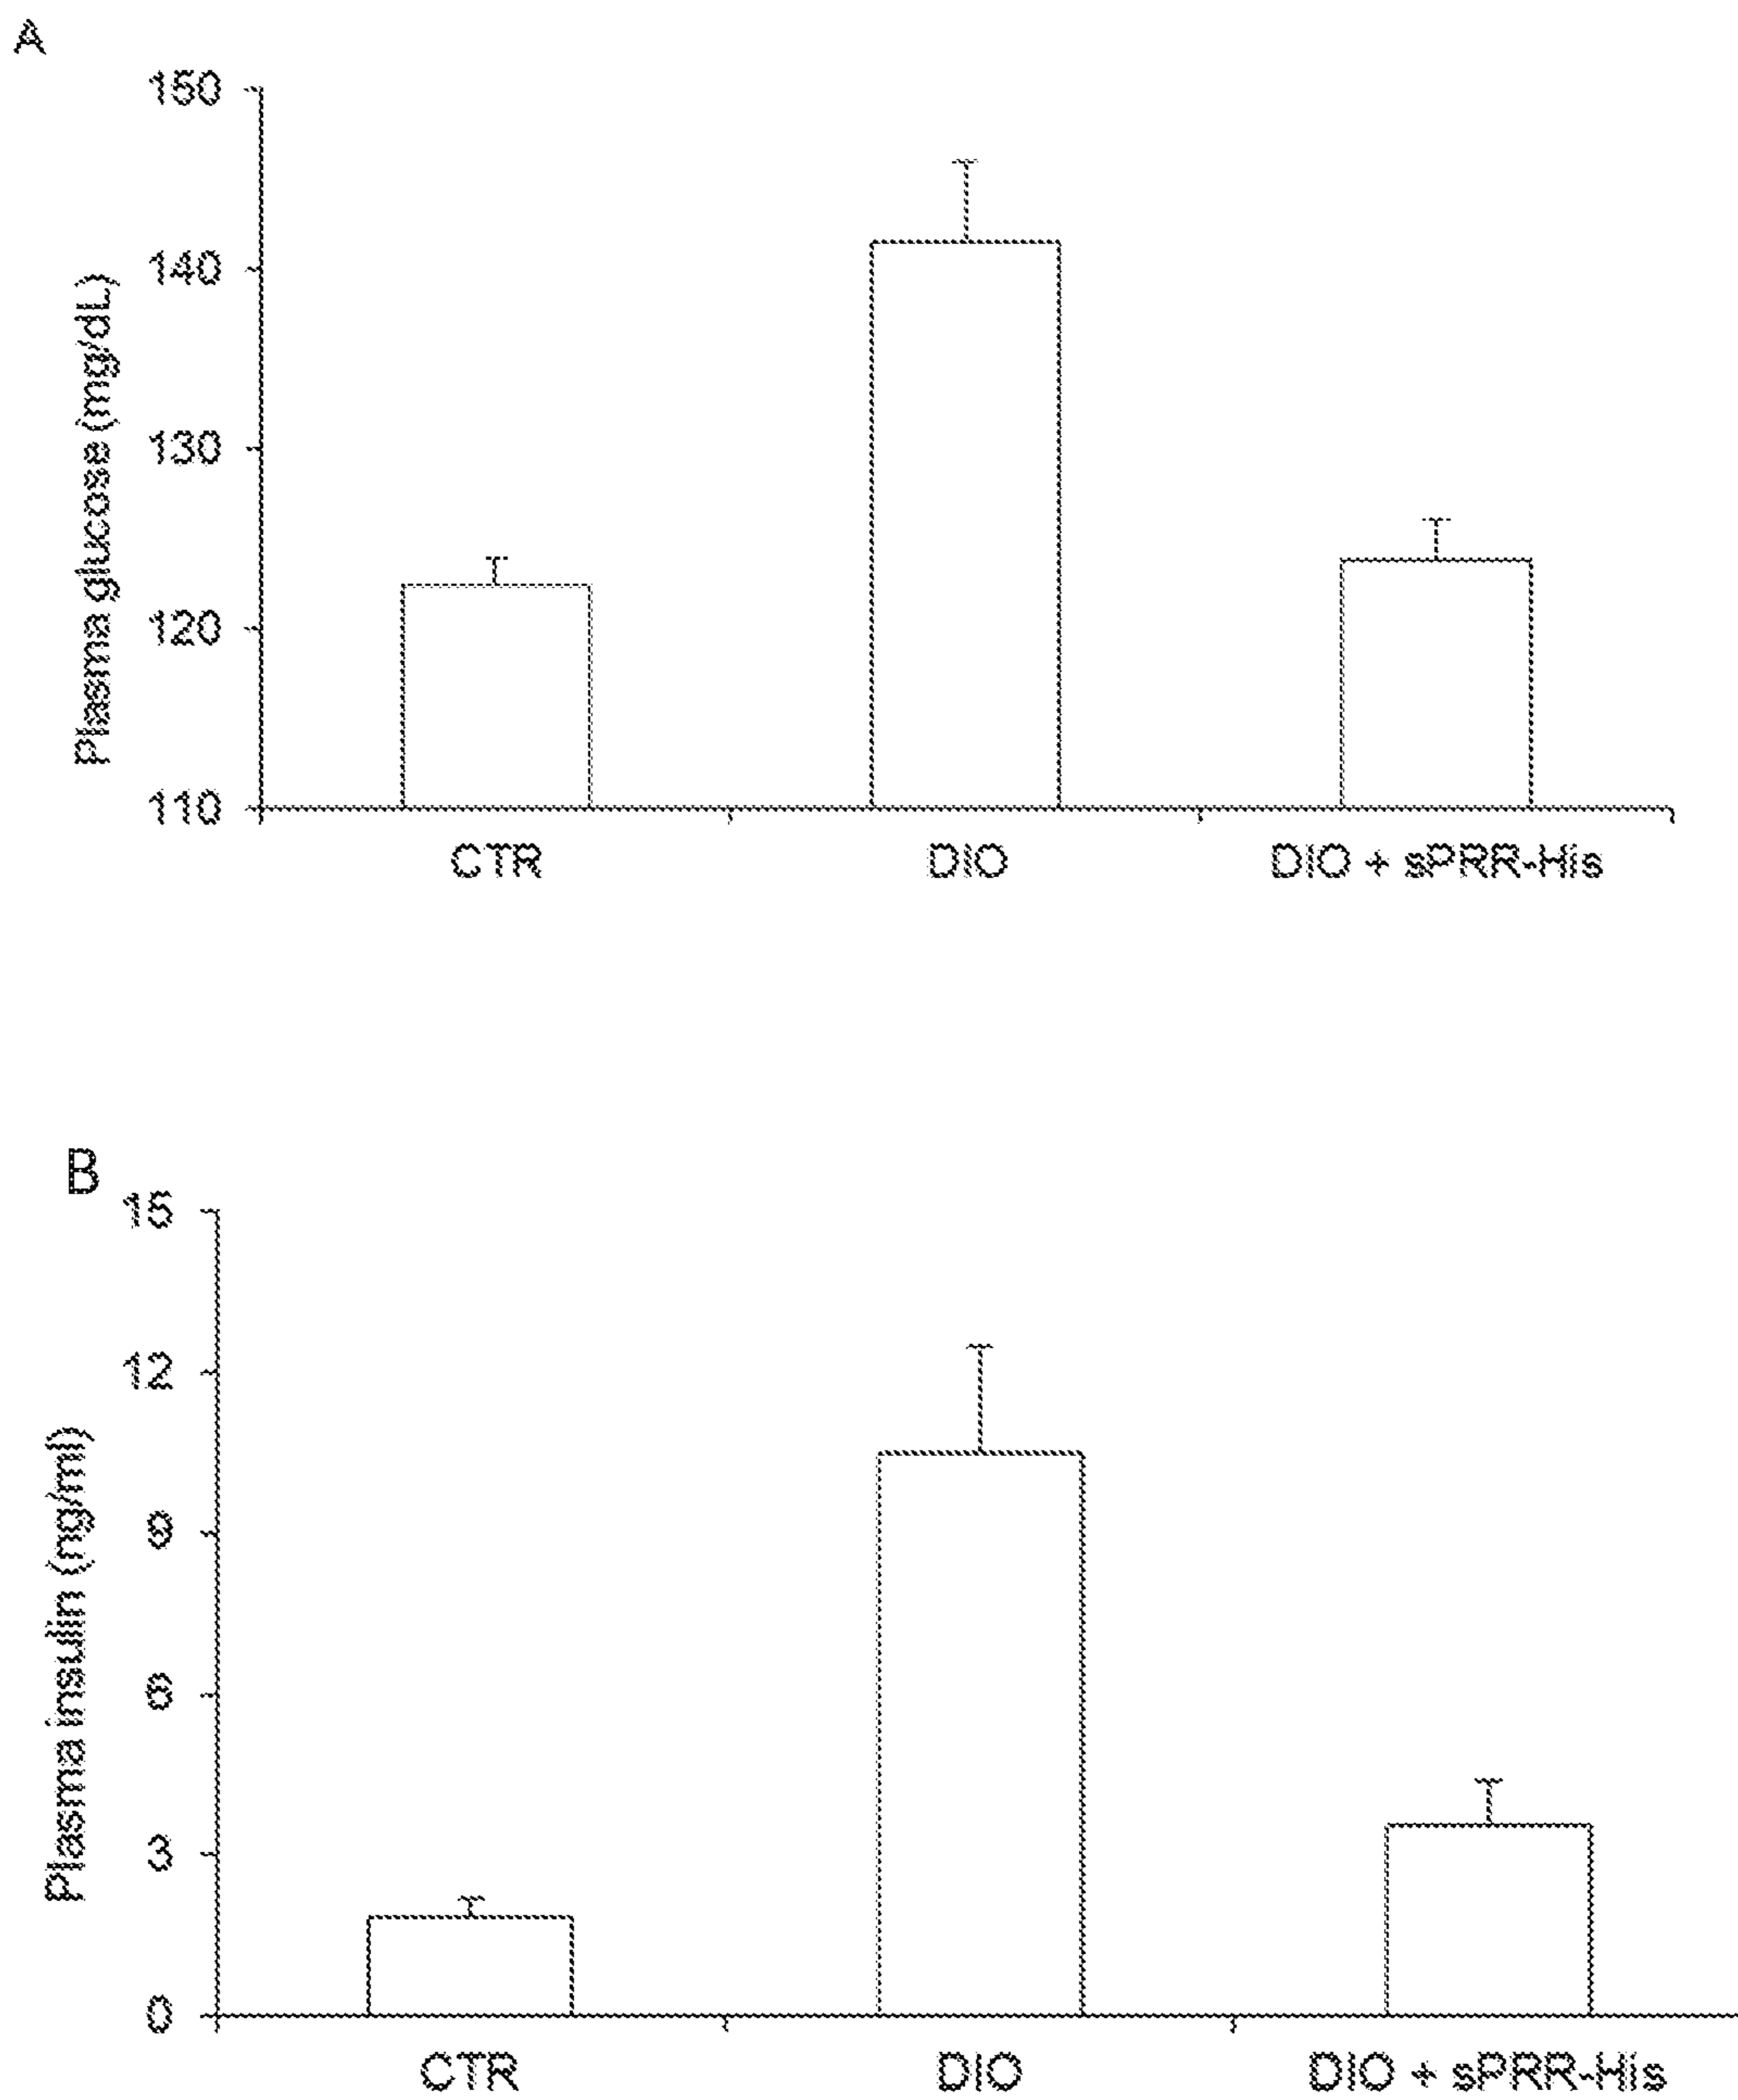 A
150
140
130
120
110
Plasma glucose (mg/dL)
CTR DIO DIO + sPRR-His
B
15
12
9
6
3
0
Plasma insulin (ng/ml)
CTR DIO DIO + sPRR-His